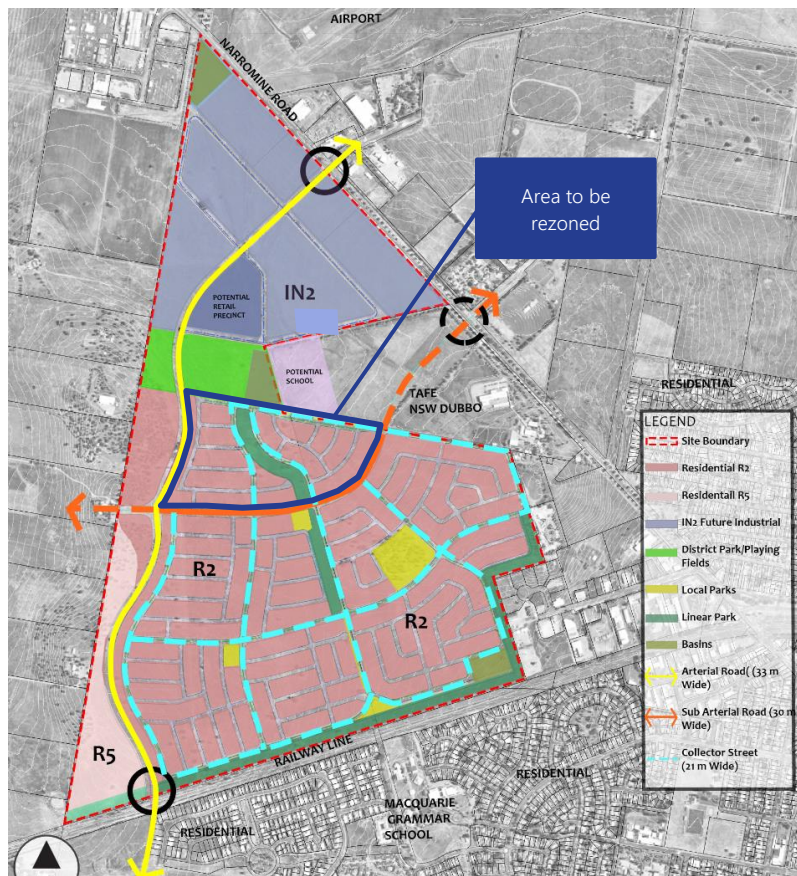 AIRPORT
NARROMINE ROAD
Area to be
rezoned
IN2
POTENTIAL
RETAIL
PRECINCT
POTENTIAL
SCHOOL
TAFE
NSW DUBBO
RESIDENTIAL
LEGEND
Site Boundary
Residential R2
Residentail R5
IN2 Future Industrial
District Park/Playing
Fields
Local Parks
Linear Park
Basins
Arterial Road( (33 m
Wide)
Sub Arterial Road (30 m
Wide)
Collector Street
(21 m Wide)
R2
R2
R5
RAILWAY LINE
RESIDENTIAL
MACQUARIE
GRAMMAR
SCHOOL
RESIDENTIAL